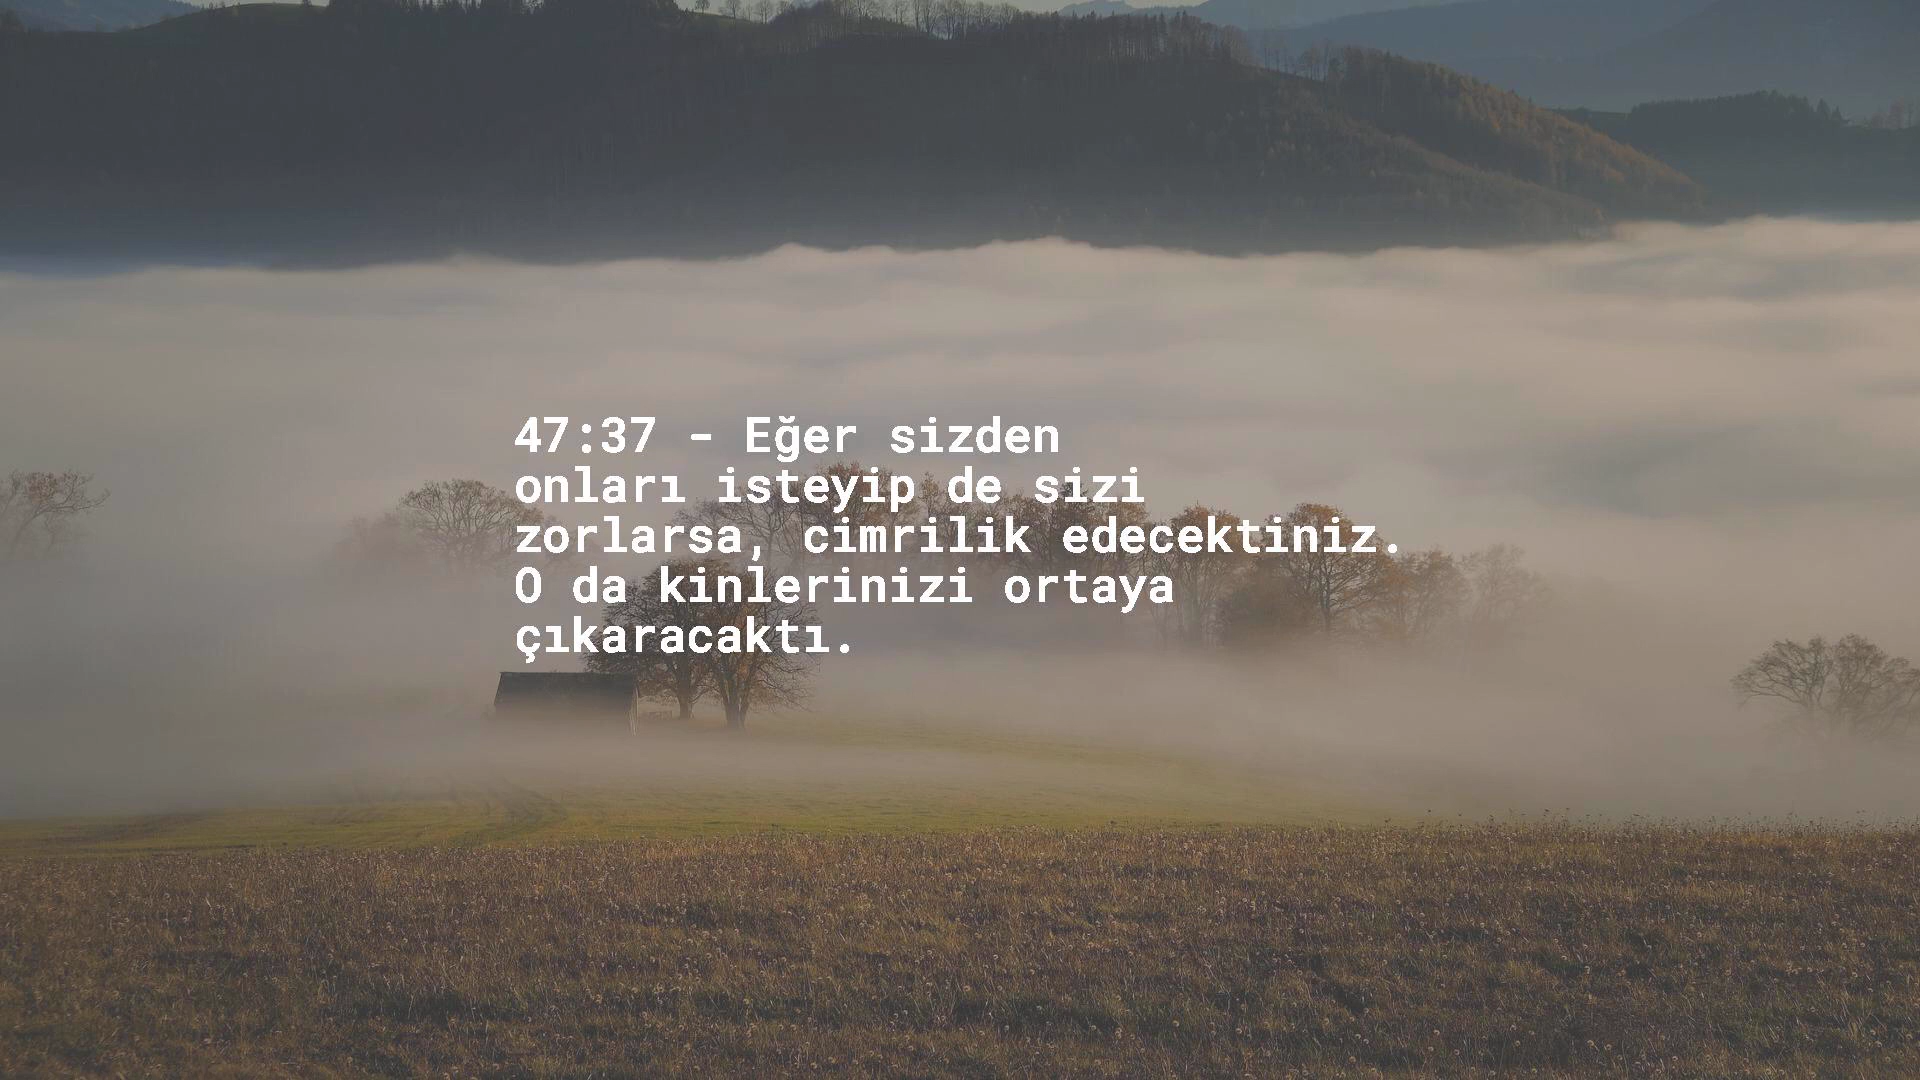 47:37 - Eğer sizden
onları isteyip de sizi
zorlarsa, cimrilik edecektiniz.
O da kinlerinizi ortaya
çıkaracaktı.